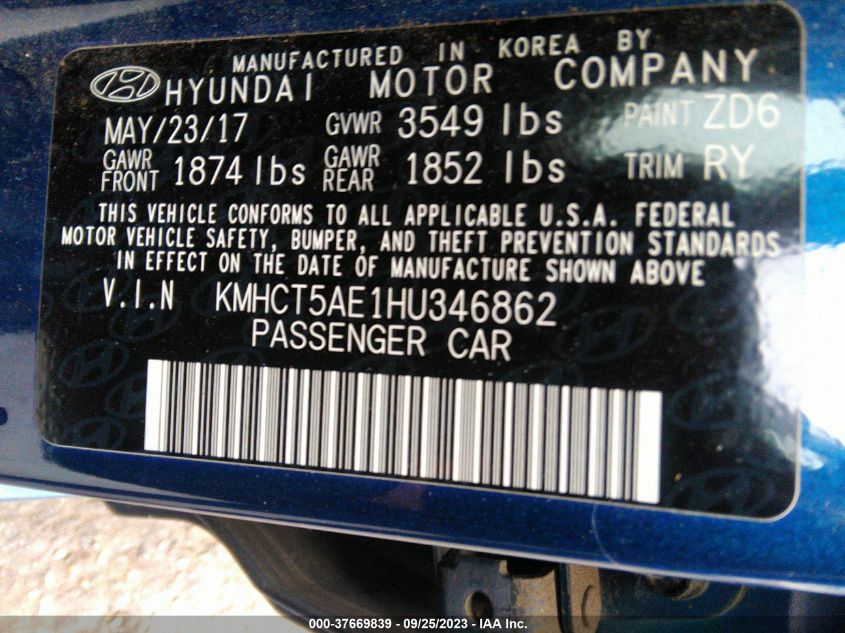 MANUFACTURED IN KOREA BY
HYUNDAI MOTOR COMPANY
MAY/23/17 GVWR 3549 lbs PAINT ZD6
GAWR FRONT 1874 lbs GAWR REAR 1852 lbs TRIM RY
THIS VEHICLE CONFORMS TO ALL APPLICABLE U.S.A. FEDERAL
MOTOR VEHICLE SAFETY, BUMPER, AND THEFT PREVENTION STANDARDS
IN EFFECT ON THE DATE OF MANUFACTURE SHOWN ABOVE
V.I.N KMHCT5AE1HU346862
PASSENGER CAR
000-37669839 - 09/25/2023 - IAA Inc.